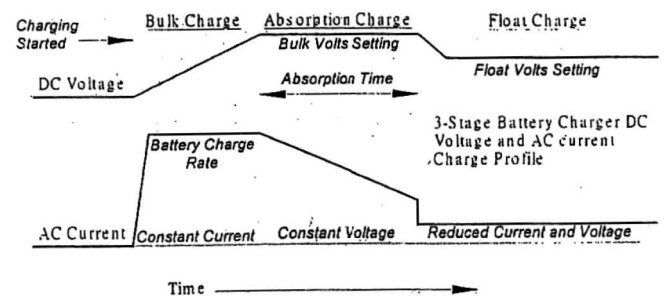 Charging
Started
Bulk Charge
Absorption Charge
Float Charge
Bulk Volts Setting
DC Voltage
Absorption Time
Float Volts Setting
3-Stage Battery Charger DC
Voltage and AC current
Charge Profile
Battery Charge
Rate
AC Current
Constant Current
Constant Voltage
Reduced Current and Voltage
Time